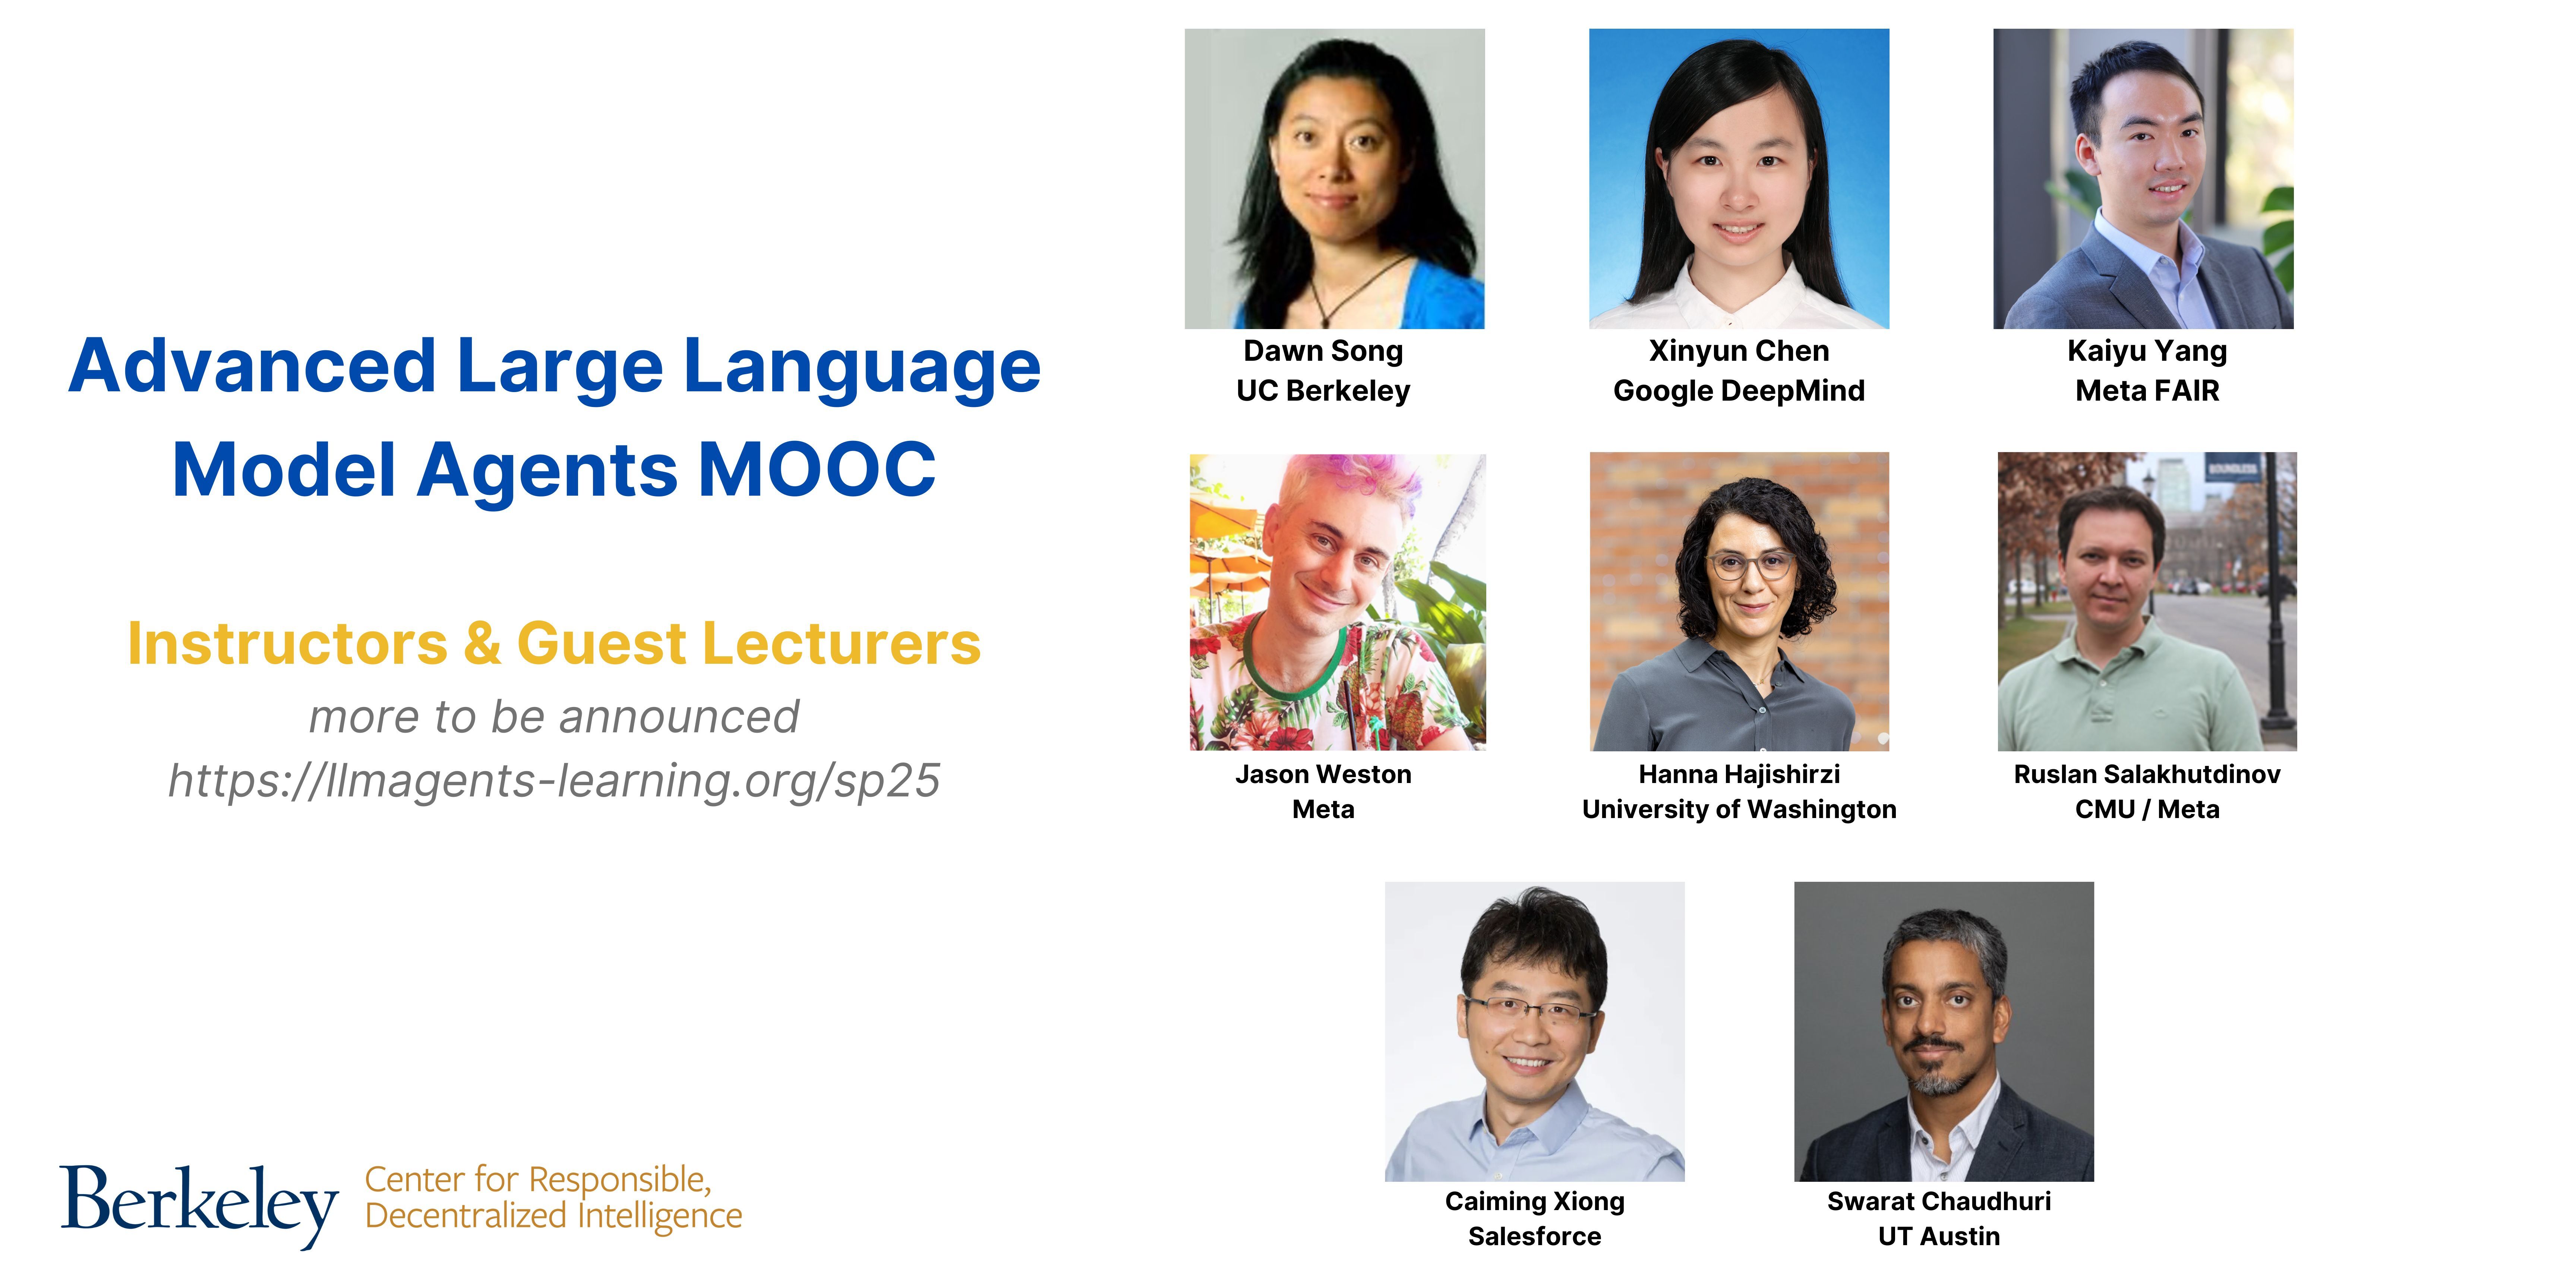 Advanced Large Language
Model Agents MOOC
Instructors & Guest Lecturers
more to be announced
https://llmagents-learning.org/sp25
Berkeley
Center for Responsible,
Decentralized Intelligence
Dawn Song
UC Berkeley
Xinyun Chen
Google DeepMind
Kaiyu Yang
Meta FAIR
BOUNDLESS
Jason Weston
Meta
Hanna Hajishirzi
University of Washington
Ruslan Salakhutdinov
CMU / Meta
Caiming Xiong
Salesforce
Swarat Chaudhuri
UT Austin